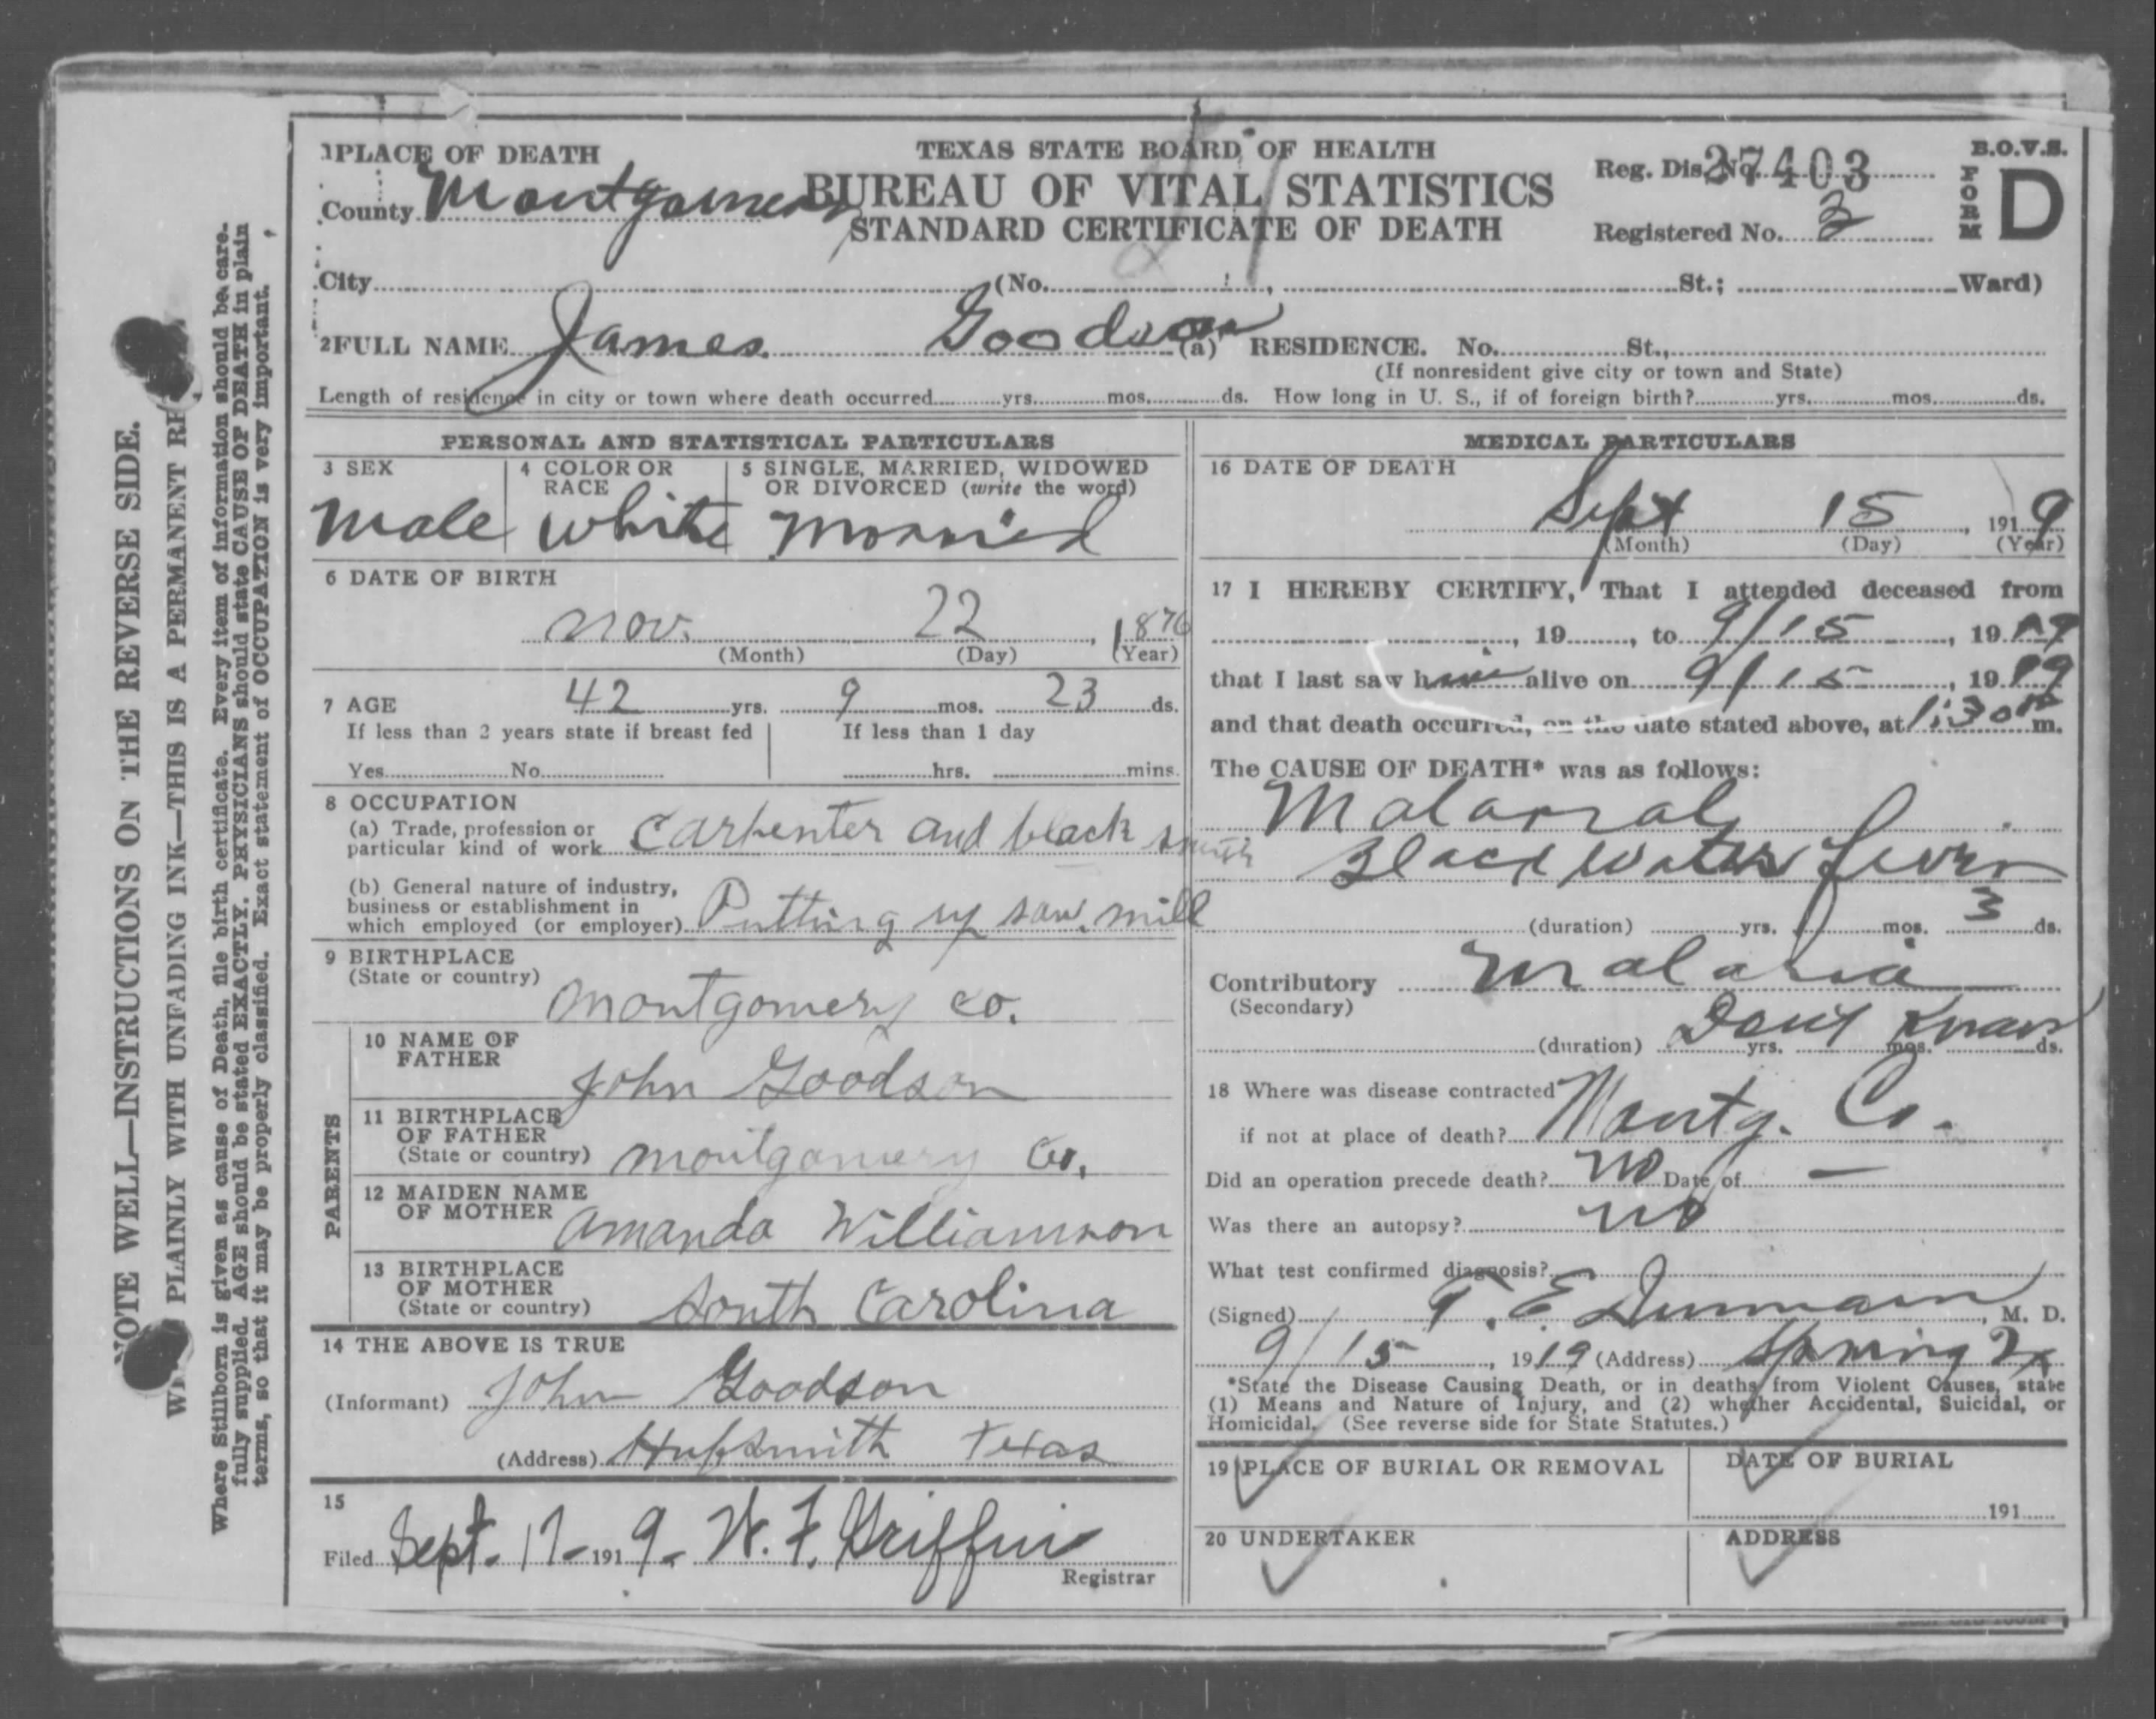 1 PLACE OF DEATH
TEXAS STATE BOARD OF HEALTH
BUREAU OF VITAL STATISTICS
STANDARD CERTIFICATE OF DEATH
Reg. Dis. No. 37403
Registered No. 3
B.O.V.S.
FORM D
County Montgomery
City (No. , St.; Ward)
2 FULL NAME James Goodson (a) RESIDENCE. No. St.,
(If nonresident give city or town and State)
Length of residence in city or town where death occurred yrs. mos. ds. How long in U. S., if of foreign birth? yrs. mos. ds.
PERSONAL AND STATISTICAL PARTICULARS
3 SEX
Male
4 COLOR OR RACE
White
5 SINGLE, MARRIED, WIDOWED
OR DIVORCED (write the word)
Married
6 DATE OF BIRTH
Nov. 22, 1876
(Month) (Day) (Year)
7 AGE 42 yrs. 9 mos. 23 ds.
If less than 2 years state if breast fed
Yes No
If less than 1 day
hrs. mins.
8 OCCUPATION
(a) Trade, profession or
particular kind of work Carpenter and black smith
(b) General nature of industry,
business or establishment in
which employed (or employer) Putting up saw mill
9 BIRTHPLACE
(State or country) Montgomery Co.
PARENTS
10 NAME OF
FATHER
John Goodson
11 BIRTHPLACE
OF FATHER
(State or country) Montgomery Co.
12 MAIDEN NAME
OF MOTHER Amanda Williamson
13 BIRTHPLACE
OF MOTHER
(State or country) South Carolina
14 THE ABOVE IS TRUE
(Informant) John Goodson
(Address) Hufsmith Texas
15
Filed Sept. 17 - 1919 - W. F. Griffin
Registrar
MEDICAL PARTICULARS
16 DATE OF DEATH
Sept 15, 1919
(Month) (Day) (Year)
17 I HEREBY CERTIFY, That I attended deceased from
, 19 , to 9/15, 1919
that I last saw him alive on 9/15, 1919
and that death occurred, on the date stated above, at 1:30 m.
The CAUSE OF DEATH* was as follows:
Malarial
Black water fever
(duration) yrs. mos. 3 ds.
Contributory Malaria
(Secondary)
(duration) Dont Know yrs. mos. ds.
18 Where was disease contracted
if not at place of death? Montg. Co.
Did an operation precede death? No Date of —
Was there an autopsy? No
What test confirmed diagnosis?
(Signed) T. E. , M. D.
9/15, 1919 (Address) Spring Tx
*State the Disease Causing Death, or in deaths from Violent Causes, state
(1) Means and Nature of Injury, and (2) whether Accidental, Suicidal, or
Homicidal. (See reverse side for State Statutes.)
19 PLACE OF BURIAL OR REMOVAL
DATE OF BURIAL
191
20 UNDERTAKER
ADDRESS
NOTE WELL—INSTRUCTIONS ON THE REVERSE SIDE.
PLAINLY WITH UNFADING INK—THIS IS A PERMANENT RE
Where Stillborn is given as cause of Death, file birth certificate. Every item of information should be care-
fully supplied. AGE should be stated EXACTLY. PHYSICIANS should state CAUSE OF DEATH in plain
terms, so that it may be properly classified. Exact statement of OCCUPATION is very important.